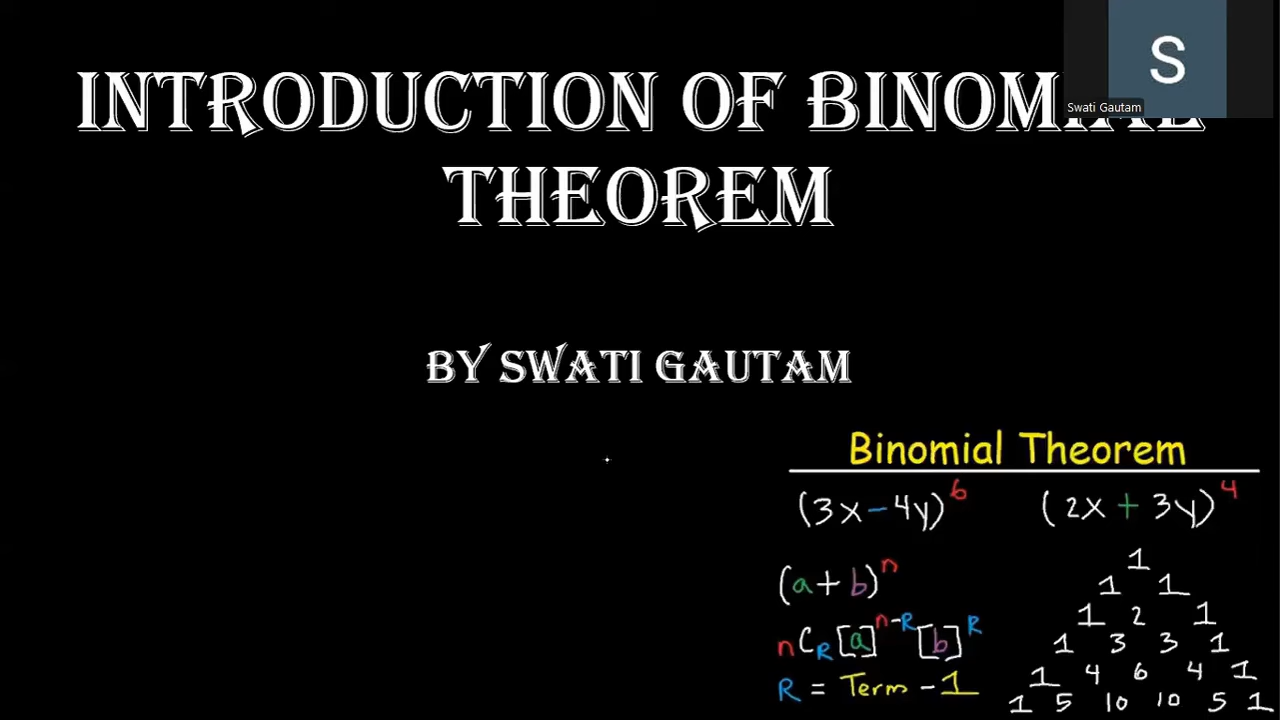 INTRODUCTION OF BINOMIAL
THEOREM
S
Swati Gautam
BY SWATI GAUTAM
Binomial Theorem
(3x-4y)^6 (2x+3y)^4
(a+b)^n
nCR[a]^n-R[b]^R
R = Term - 1
1
1 1
1 2 1
1 3 3 1
1 4 6 4 1
1 5 10 10 5 1